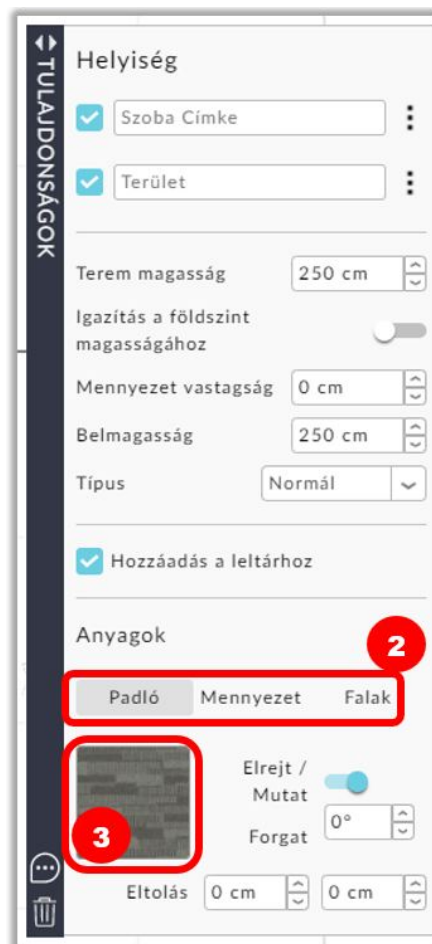 TULAJDONSÁGOK
Helyiség
Szoba Címke
Terület
Terem magasság 250 cm
Igazítás a földszint
magasságához
Mennyezet vastagság 0 cm
Belmagasság 250 cm
Típus Normál
Hozzáadás a leltárhoz
Anyagok 2
Padló Mennyezet Falak
Elrejt /
Mutat
3
Forgat 0°
Eltolás 0 cm 0 cm